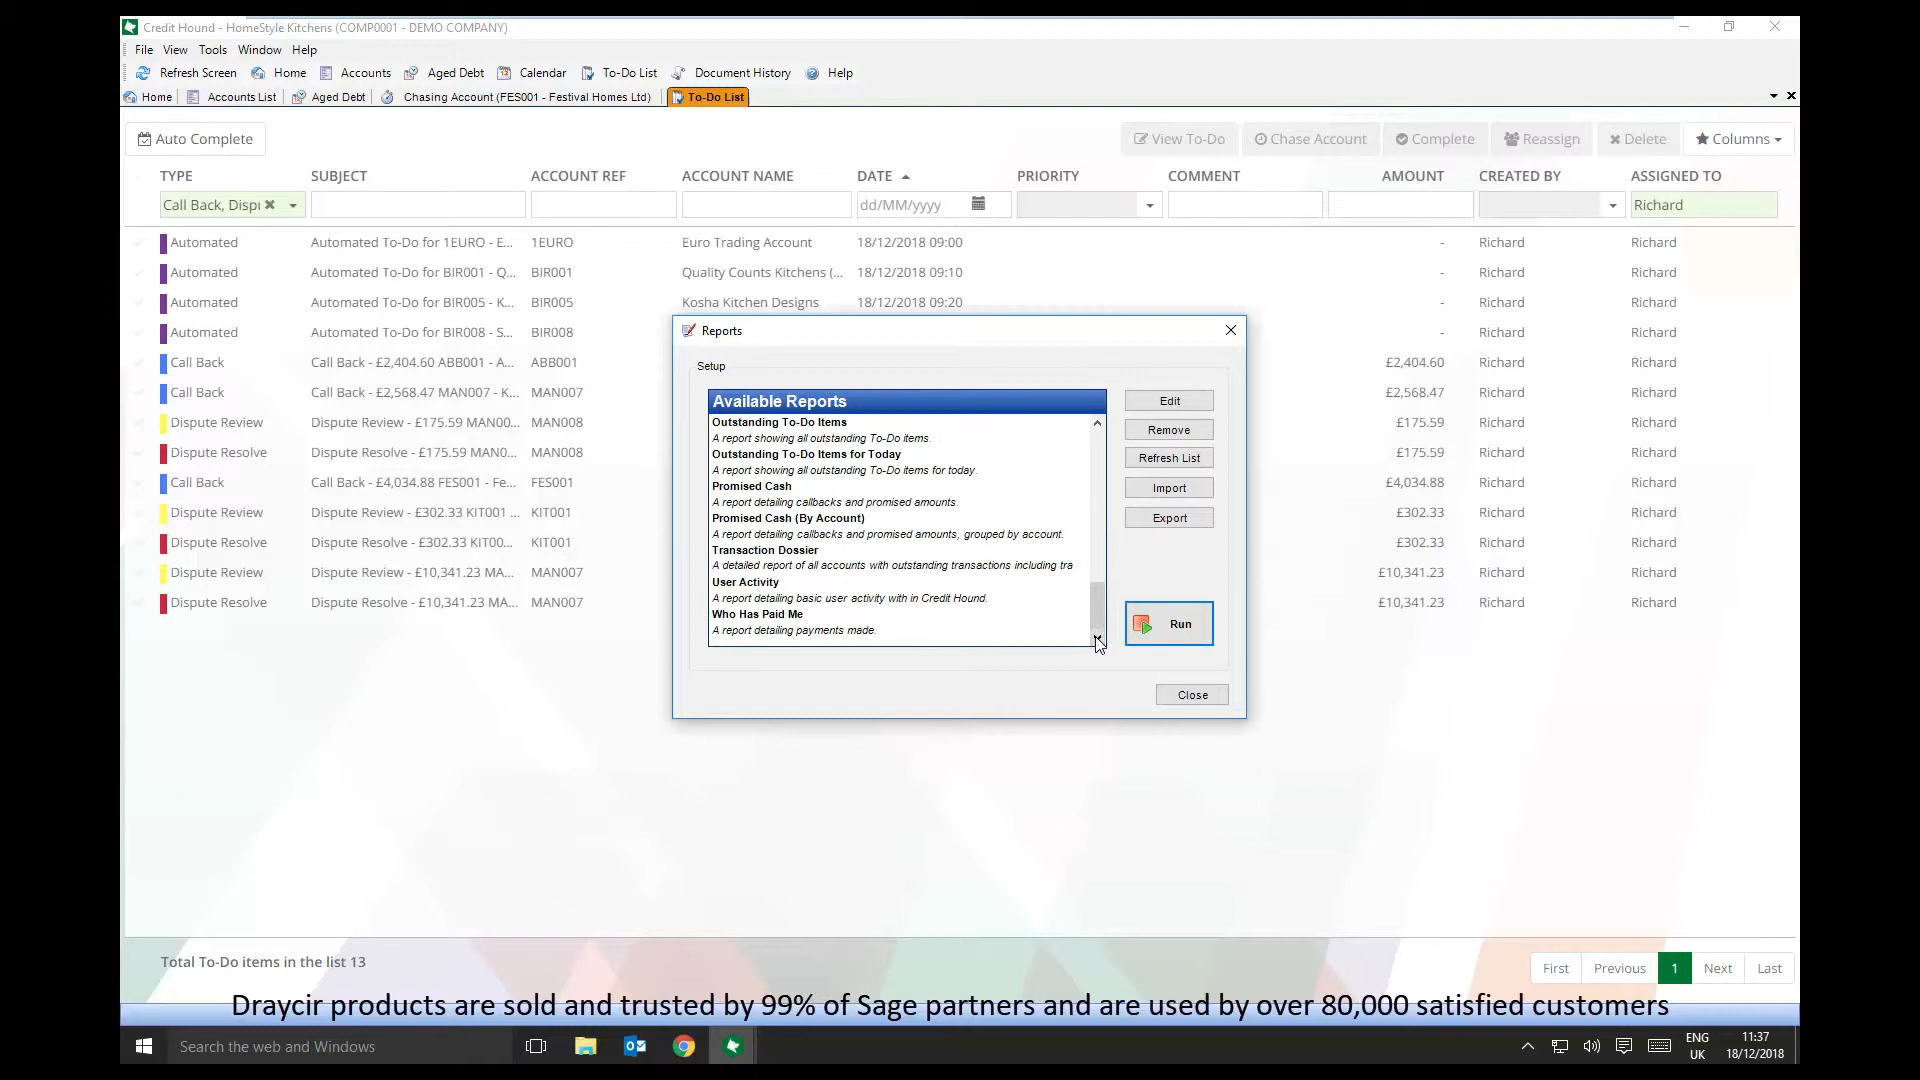 Credit Hound - HomeStyle Kitchens (COMP0001 - DEMO COMPANY)
File View Tools Window Help
Refresh Screen Home Accounts Aged Debt Calendar To-Do List Document History Help
Home Accounts List Aged Debt Chasing Account (FES001 - Festival Homes Ltd) To-Do List
Auto Complete View To-Do Chase Account Complete Reassign Delete Columns
TYPE SUBJECT ACCOUNT REF ACCOUNT NAME DATE PRIORITY COMMENT AMOUNT CREATED BY ASSIGNED TO
Call Back, Dispu dd/MM/yyyy Richard
Automated Automated To-Do for 1EURO - E... 1EURO Euro Trading Account 18/12/2018 09:00 - Richard Richard
Automated Automated To-Do for BIR001 - Q... BIR001 Quality Counts Kitchens (... 18/12/2018 09:10 - Richard Richard
Automated Automated To-Do for BIR005 - K... BIR005 Kosha Kitchen Designs 18/12/2018 09:20 - Richard Richard
Automated Automated To-Do for BIR008 - S... BIR008 - Richard Richard
Call Back Call Back - £2,404.60 ABB001 - A... ABB001 £2,404.60 Richard Richard
Call Back Call Back - £2,568.47 MAN007 - K... MAN007 £2,568.47 Richard Richard
Dispute Review Dispute Review - £175.59 MAN00... MAN008 £175.59 Richard Richard
Dispute Resolve Dispute Resolve - £175.59 MAN0... MAN008 £175.59 Richard Richard
Call Back Call Back - £4,034.88 FES001 - Fe... FES001 £4,034.88 Richard Richard
Dispute Review Dispute Review - £302.33 KIT001 ... KIT001 £302.33 Richard Richard
Dispute Resolve Dispute Resolve - £302.33 KIT00... KIT001 £302.33 Richard Richard
Dispute Review Dispute Review - £10,341.23 MA... MAN007 £10,341.23 Richard Richard
Dispute Resolve Dispute Resolve - £10,341.23 MA... MAN007 £10,341.23 Richard Richard
Reports
Setup
Available Reports
Outstanding To-Do Items
A report showing all outstanding To-Do items.
Outstanding To-Do Items for Today
A report showing all outstanding To-Do items for today.
Promised Cash
A report detailing callbacks and promised amounts.
Promised Cash (By Account)
A report detailing callbacks and promised amounts, grouped by account.
Transaction Dossier
A detailed report of all accounts with outstanding transactions including tra
User Activity
A report detailing basic user activity with in Credit Hound.
Who Has Paid Me
A report detailing payments made.
Edit
Remove
Refresh List
Import
Export
Run
Close
Total To-Do items in the list 13
First Previous 1 Next Last
Draycir products are sold and trusted by 99% of Sage partners and are used by over 80,000 satisfied customers
Search the web and Windows
ENG
UK
11:37
18/12/2018